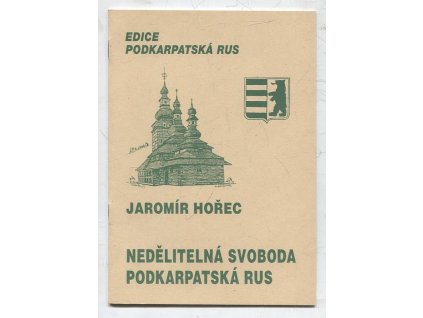 EDICE
PODKARPATSKÁ RUS
JAROMÍR HOŘEC
NEDĚLITELNÁ SVOBODA
PODKARPATSKÁ RUS